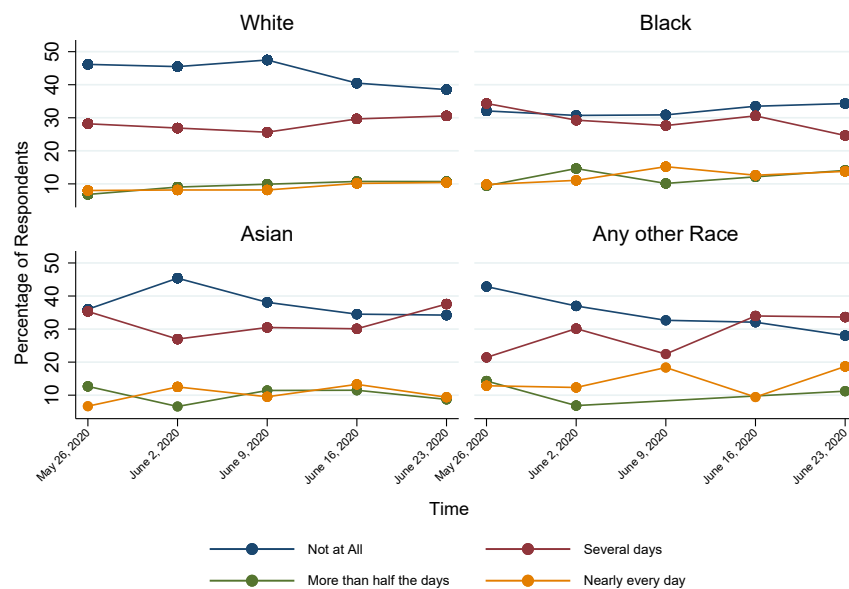 White
Black
50
40
30
20
10
Asian
Any other Race
50
40
30
20
10
Percentage of Respondents
May 26, 2020
June 2, 2020
June 9, 2020
June 16, 2020
June 23, 2020
May 26, 2020
June 2, 2020
June 9, 2020
June 16, 2020
June 23, 2020
Time
Not at All
Several days
More than half the days
Nearly every day